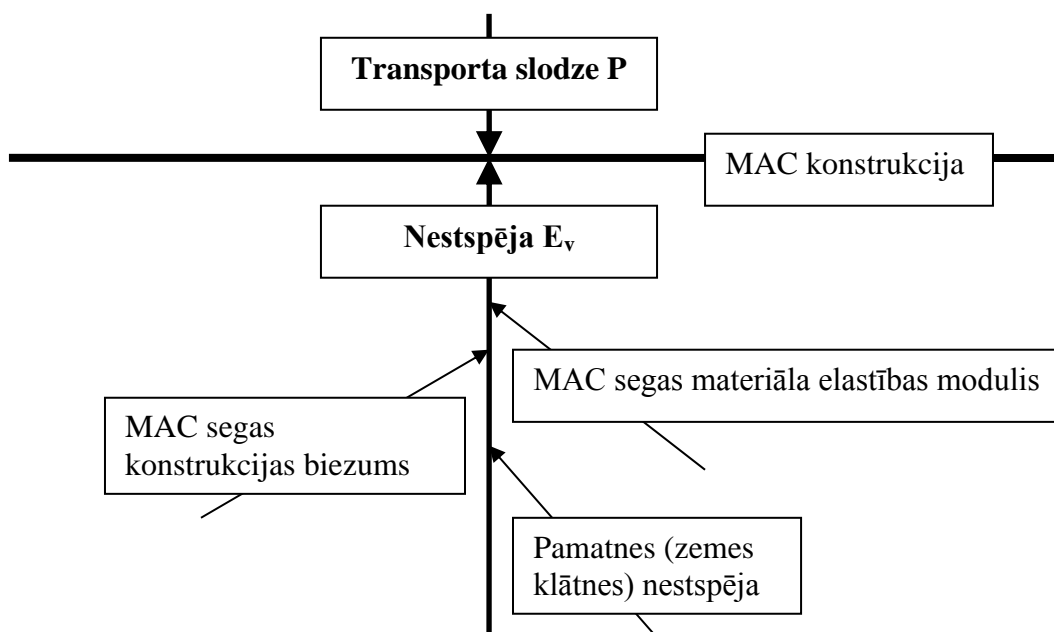 Transporta slodze P
MAC konstrukcija
Nestspēja Eᵥ
MAC segas materiāla elastības modulis
MAC segas
konstrukcijas biezums
Pamatnes (zemes
klātnes) nestspēja